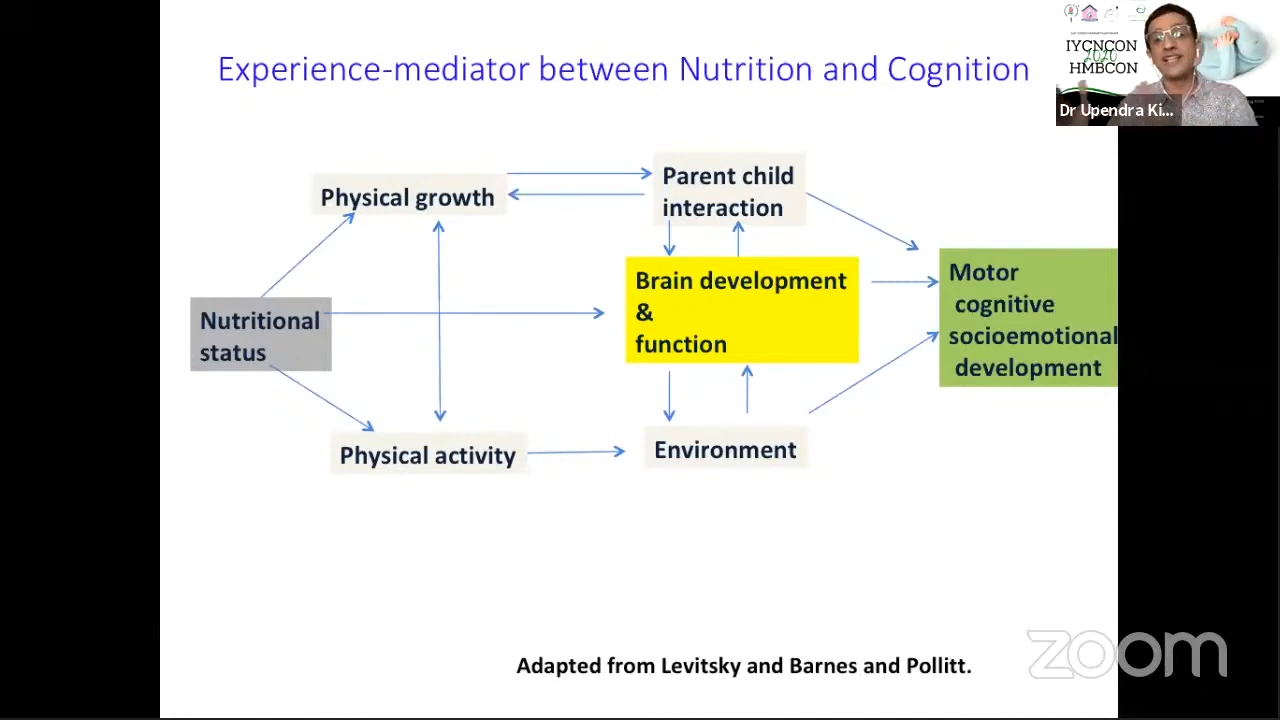 Experience-mediator between Nutrition and Cognition
IYCNCON
2020
HMBCON
Dr Upendra Ki...
Physical growth
Parent child
interaction
Nutritional
status
Brain development
&
function
Motor
cognitive
socioemotional
development
Physical activity
Environment
Adapted from Levitsky and Barnes and Pollitt.
zoom